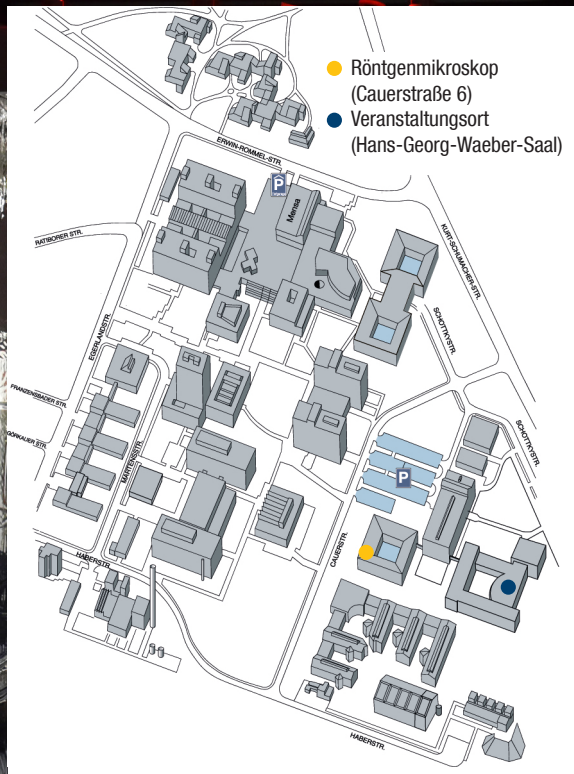 Röntgenmikroskop
(Cauerstraße 6)
Veranstaltungsort
(Hans-Georg-Waeber-Saal)
ERWIN-ROMMEL-STR.
P
Mensa
KURT-SCHUMACHER-STR.
RATIBORER STR.
EGERLANDSTR.
SCHOTTKYSTR.
FRANZENSBADER STR.
SCHOTTKYSTR.
GÖRKAUER STR.
MARTENSSTR.
P
CAUERSTR.
HABERSTR.
HABERSTR.